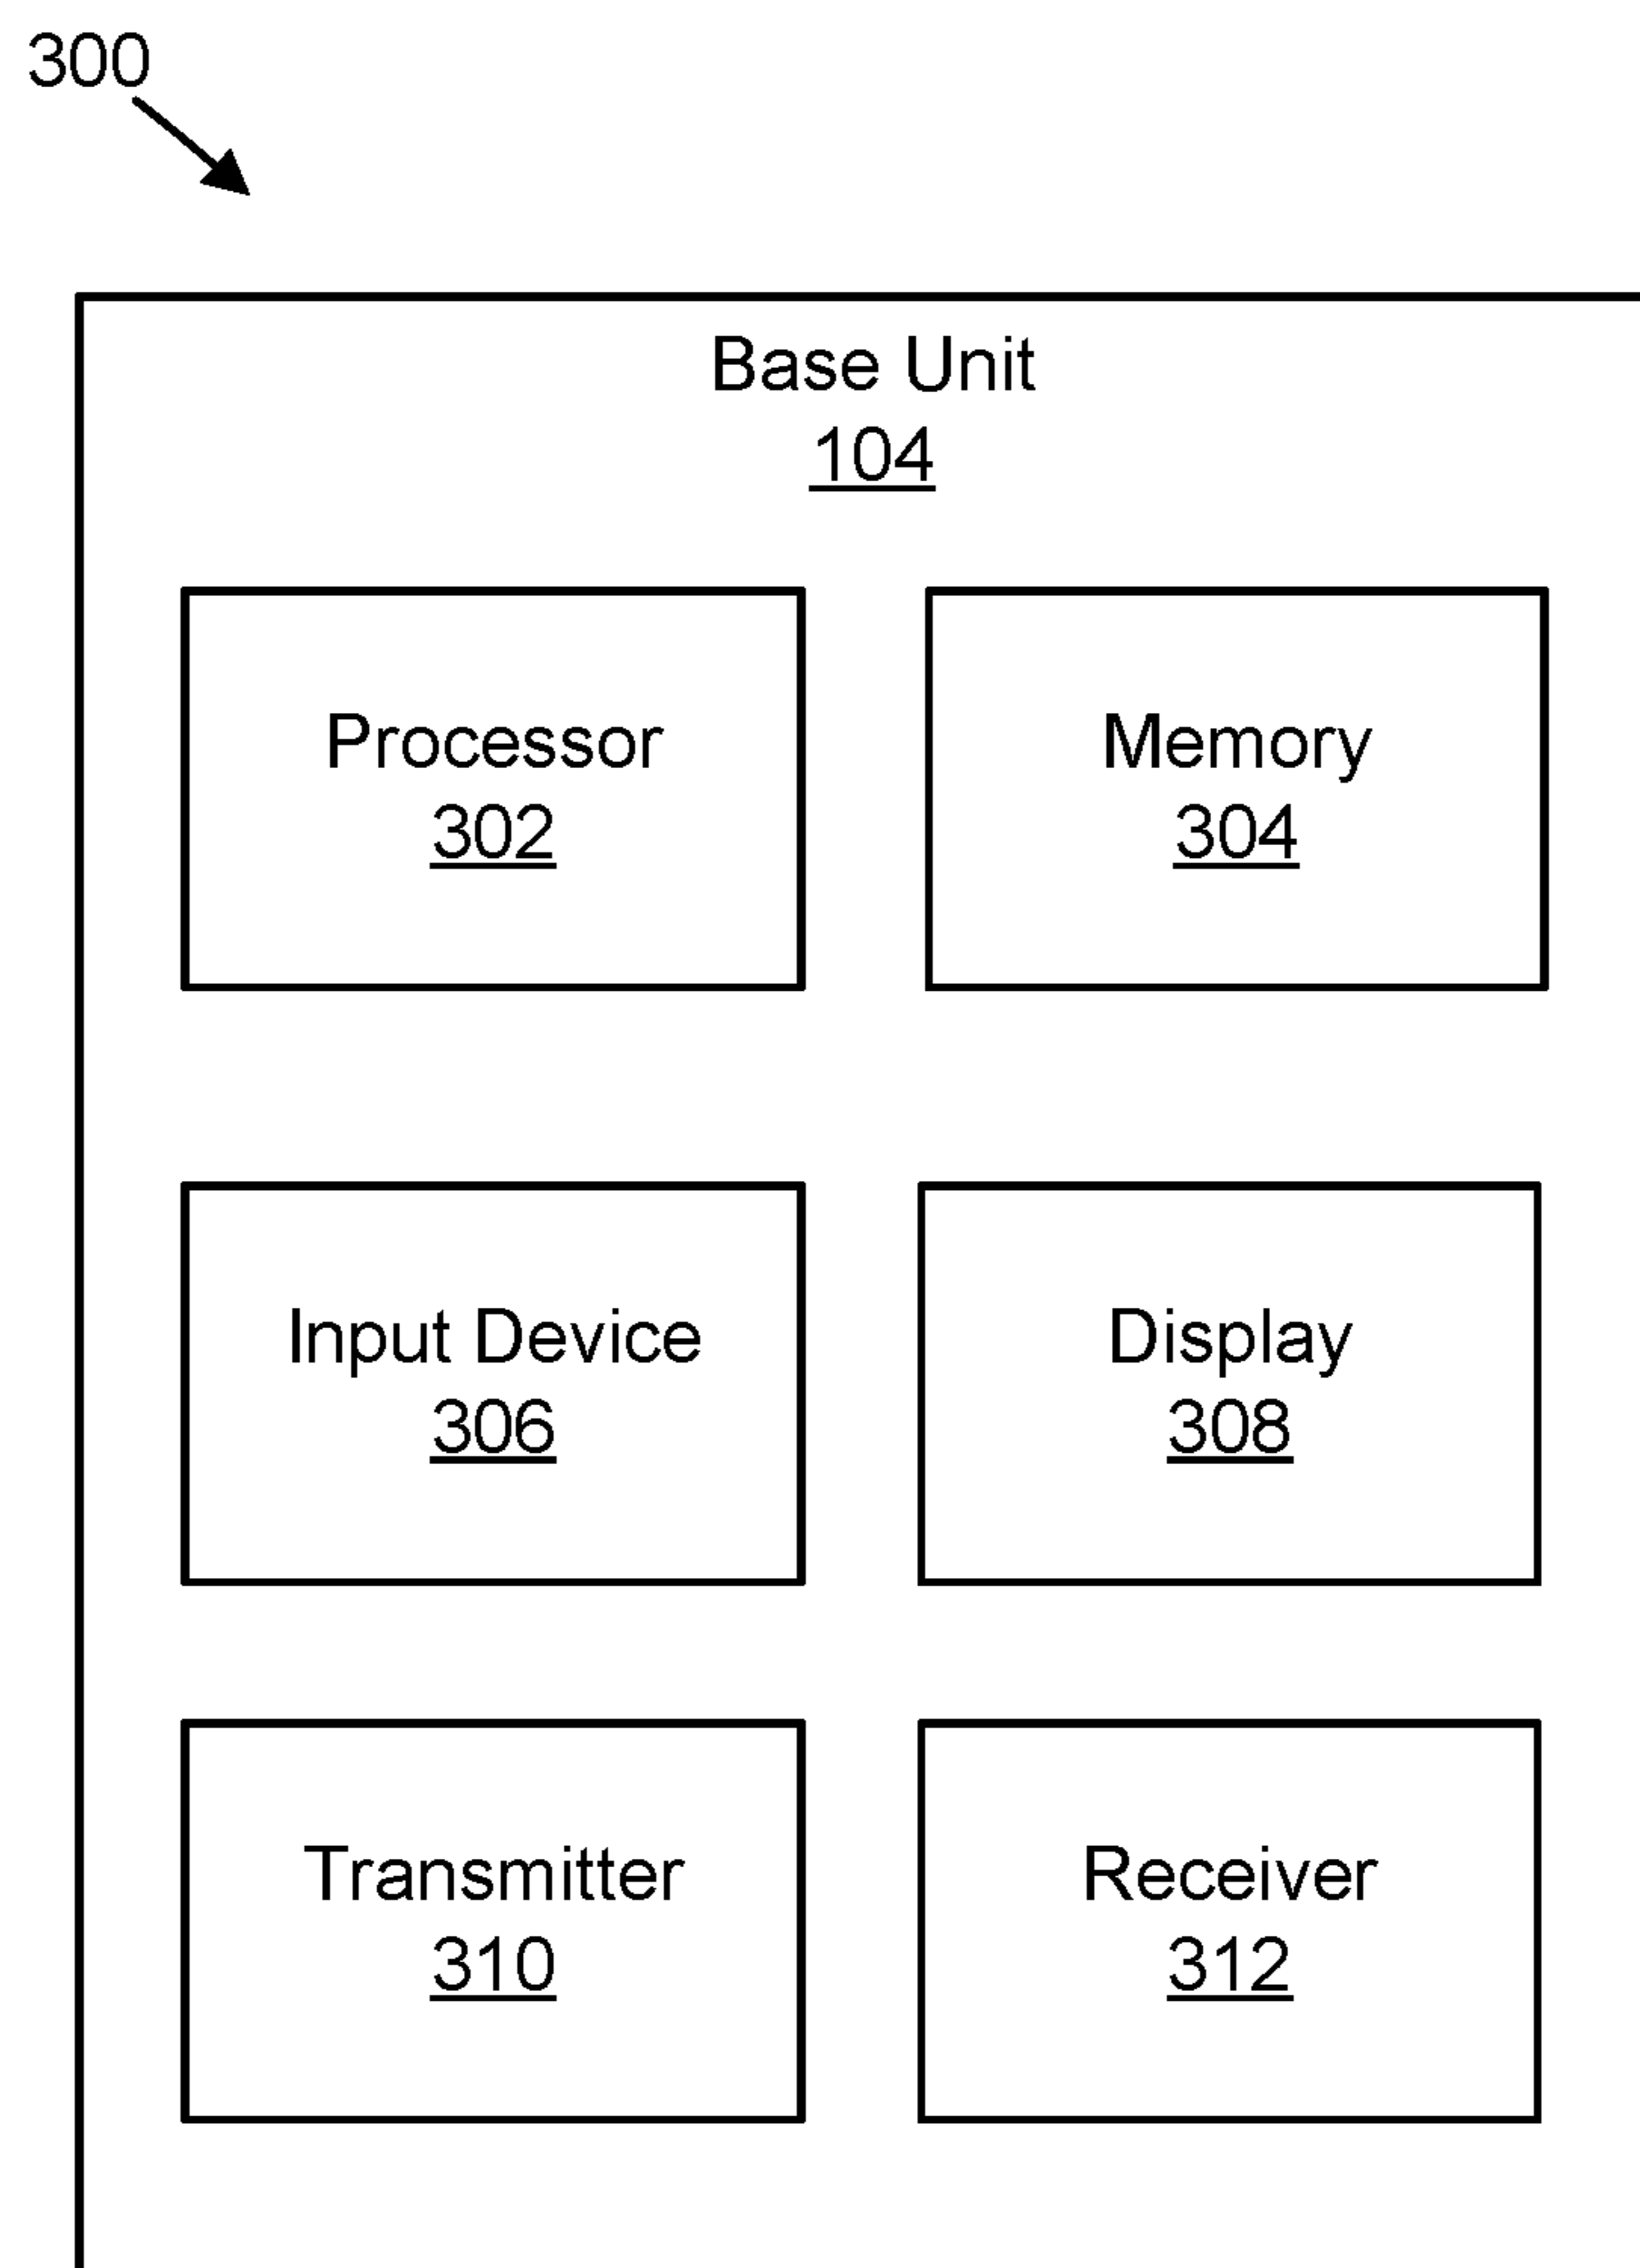 300
Base Unit
104
Processor
302
Memory
304
Input Device
306
Display
308
Transmitter
310
Receiver
312